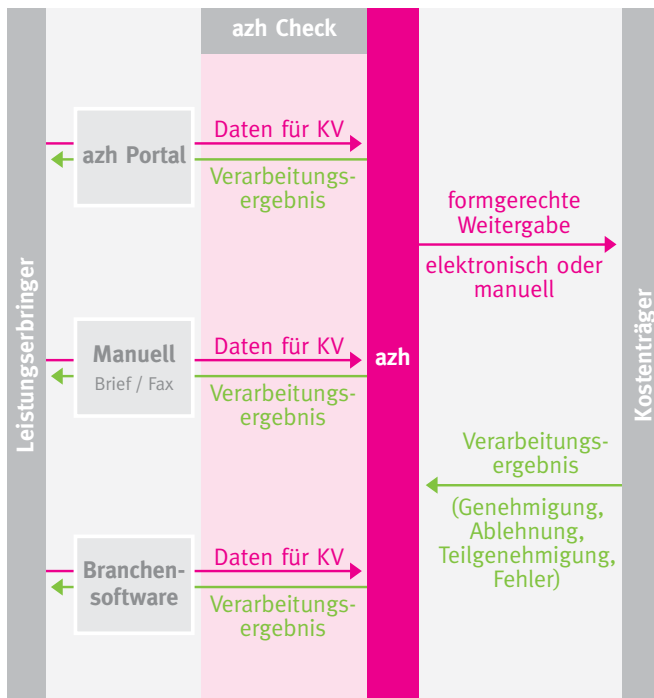 azh Check
Leistungserbringer
azh Portal
Daten für KV
Verarbeitungs-
ergebnis
Manuell
Brief / Fax
Daten für KV
Verarbeitungs-
ergebnis
Branchen-
software
Daten für KV
Verarbeitungs-
ergebnis
azh
formgerechte
Weitergabe
elektronisch oder
manuell
Verarbeitungs-
ergebnis
(Genehmigung,
Ablehnung,
Teilgenehmigung,
Fehler)
Kostenträger